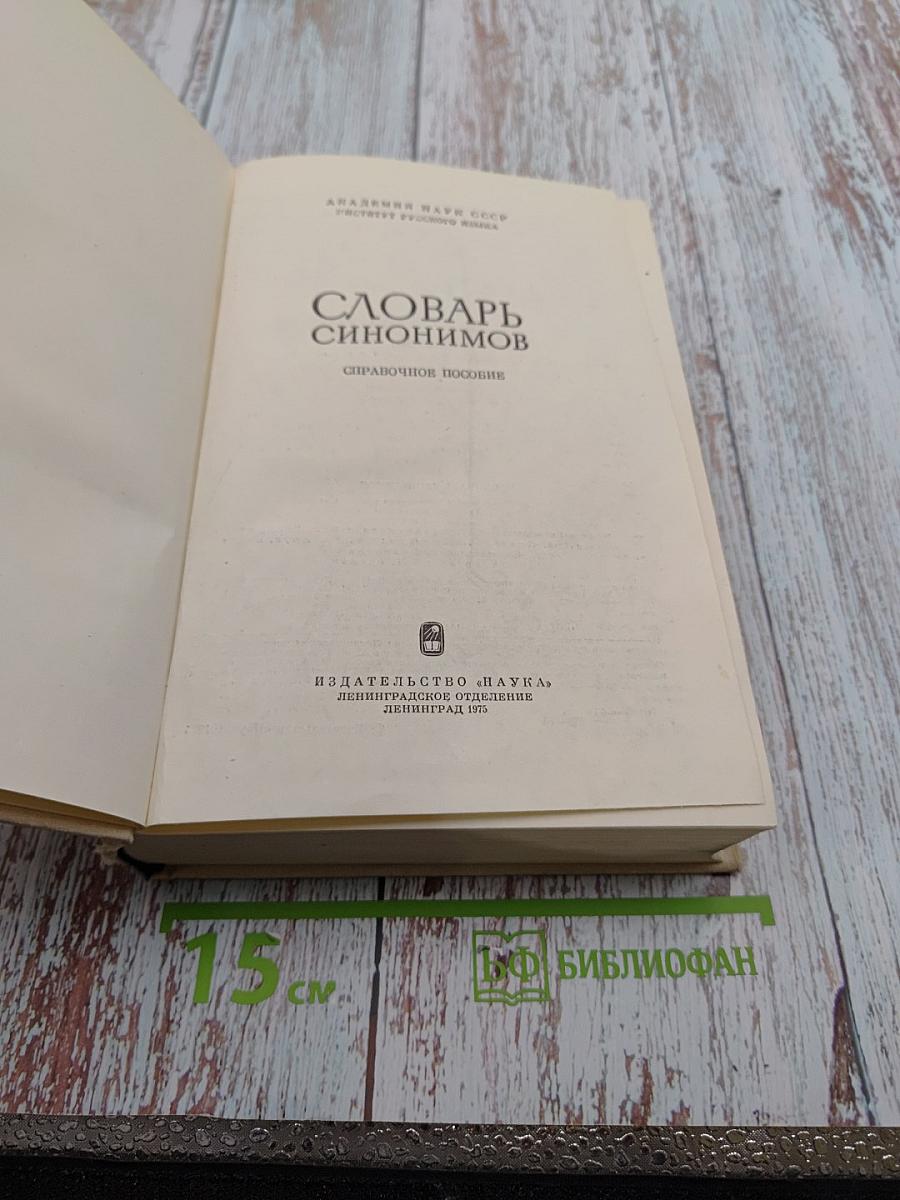 АКАДЕМИЯ НАУК СССР
ИНСТИТУТ РУССКОГО ЯЗЫКА
СЛОВАРЬ
СИНОНИМОВ
СПРАВОЧНОЕ ПОСОБИЕ
ИЗДАТЕЛЬСТВО «НАУКА»
ЛЕНИНГРАДСКОЕ ОТДЕЛЕНИЕ
ЛЕНИНГРАД 1975
15 см
БФ БИБЛИОФАН